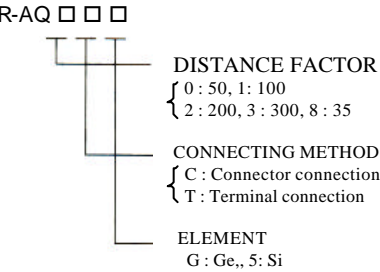 R-AQ □ □ □
DISTANCE FACTOR
0 : 50, 1: 100
2 : 200, 3 : 300, 8 : 35
CONNECTING METHOD
C : Connector connection
T : Terminal connection
ELEMENT
G : Ge,, 5: Si